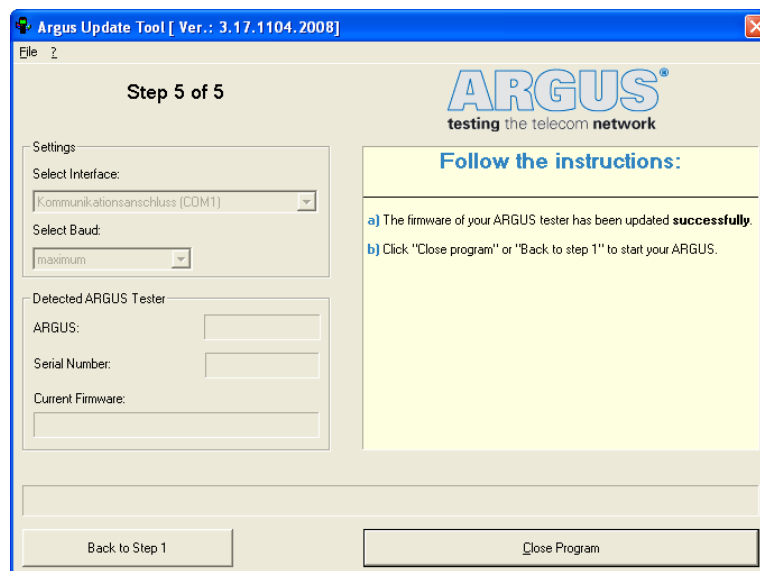 Argus Update Tool [ Ver.: 3.17.1104.2008]
File ?
Step 5 of 5
ARGUS®
testing the telecom network
Settings
Select Interface:
Kommunikationsanschluss (COM1)
Select Baud:
maximum
Detected ARGUS Tester
ARGUS:
Serial Number:
Current Firmware:
Follow the instructions:
a) The firmware of your ARGUS tester has been updated successfully.
b) Click "Close program" or "Back to step 1" to start your ARGUS.
Back to Step 1
Close Program